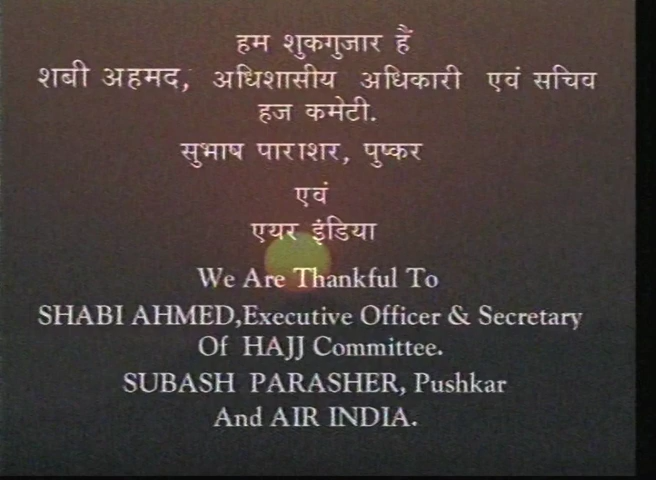 हम शुकगुजार हैं
शबी अहमद, अधिशासीय अधिकारी एवं सचिव
हज कमेटी.
सुभाष पाराशर, पुष्कर
एवं
एयर इंडिया
We Are Thankful To
SHABI AHMED,Executive Officer & Secretary
Of HAJJ Committee.
SUBASH PARASHER, Pushkar
And AIR INDIA.